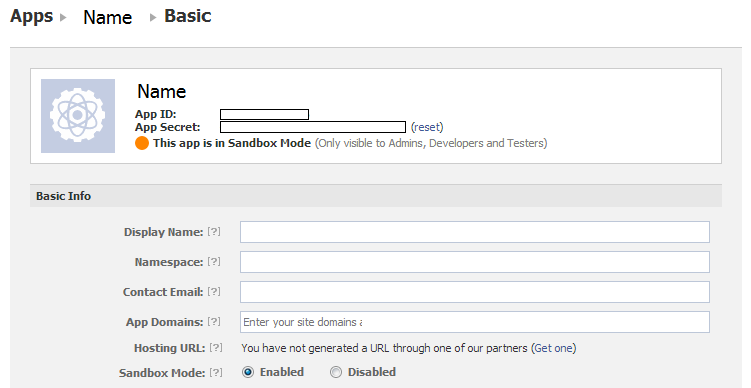 Apps ▸ Name ▸ Basic
Name
App ID:
App Secret: (reset)
This app is in Sandbox Mode (Only visible to Admins, Developers and Testers)
Basic Info
Display Name: [?]
Namespace: [?]
Contact Email: [?]
App Domains: [?] Enter your site domains a
Hosting URL: [?] You have not generated a URL through one of our partners (Get one)
Sandbox Mode: [?] Enabled Disabled